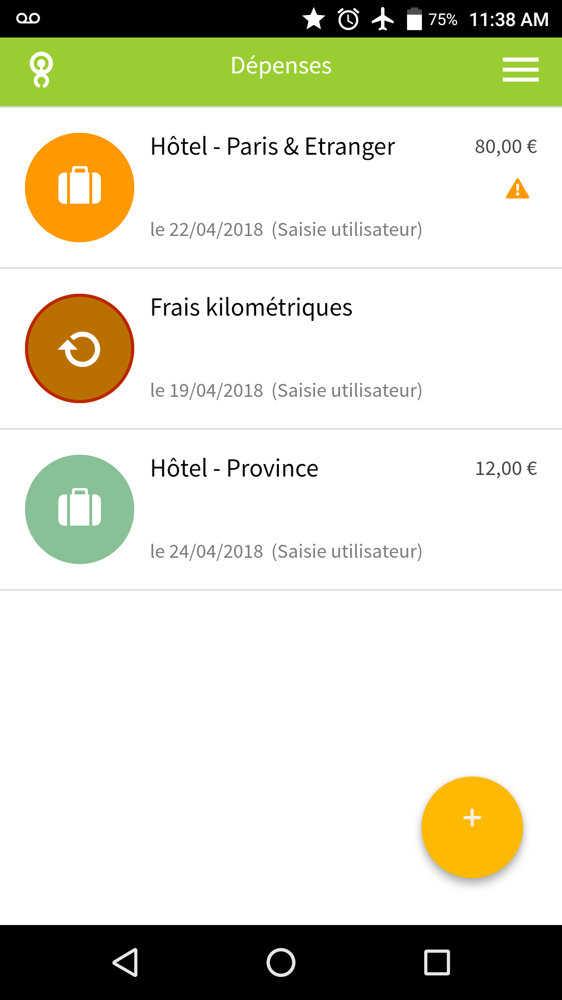 75% 11:38 AM
Dépenses
Hôtel - Paris & Etranger 80,00 €
le 22/04/2018 (Saisie utilisateur)
Frais kilométriques
le 19/04/2018 (Saisie utilisateur)
Hôtel - Province 12,00 €
le 24/04/2018 (Saisie utilisateur)